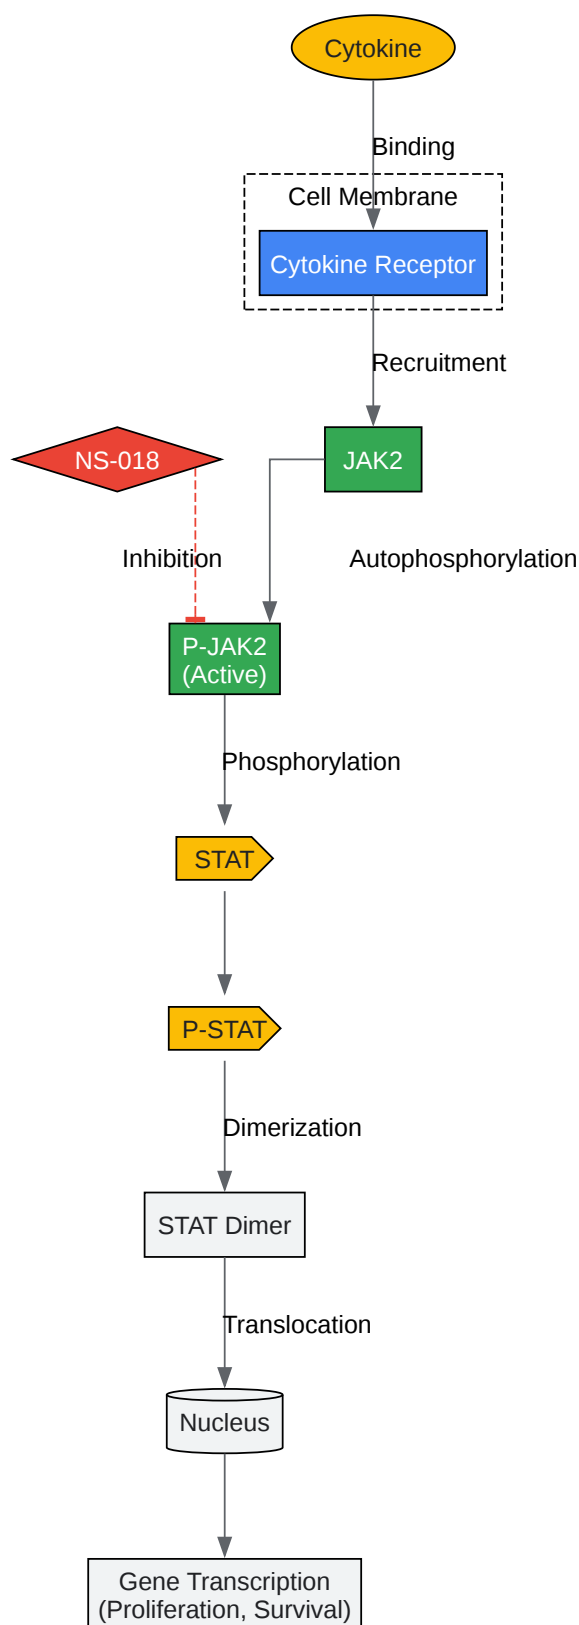 Cytokine
Binding
Cell Membrane
Cytokine Receptor
Recruitment
NS-018
JAK2
Inhibition
Autophosphorylation
P-JAK2
(Active)
Phosphorylation
STAT
P-STAT
Dimerization
STAT Dimer
Translocation
Nucleus
Gene Transcription
(Proliferation, Survival)